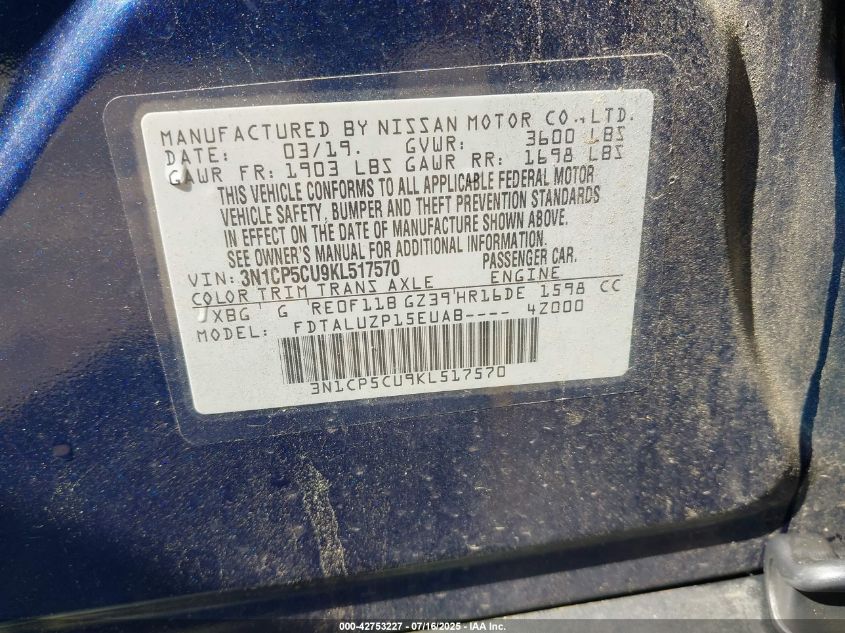 MANUFACTURED BY NISSAN MOTOR CO.,LTD.
DATE: 03/19. GVWR: 3600 LBS
GAWR FR: 1903 LBS GAWR RR: 1698 LBS
THIS VEHICLE CONFORMS TO ALL APPLICABLE FEDERAL MOTOR
VEHICLE SAFETY, BUMPER AND THEFT PREVENTION STANDARDS
IN EFFECT ON THE DATE OF MANUFACTURE SHOWN ABOVE.
SEE OWNER'S MANUAL FOR ADDITIONAL INFORMATION.
VIN: 3N1CP5CU9KL517570 PASSENGER CAR.
COLOR TRIM TRANS AXLE ENGINE
XBG G RE0F11B GZ39 HR16DE 1598 CC
MODEL: FDTALUZP15EUAB---- 4Z000
3N1CP5CU9KL517570
000-42753227 - 07/16/2025 - © IAA, Inc.